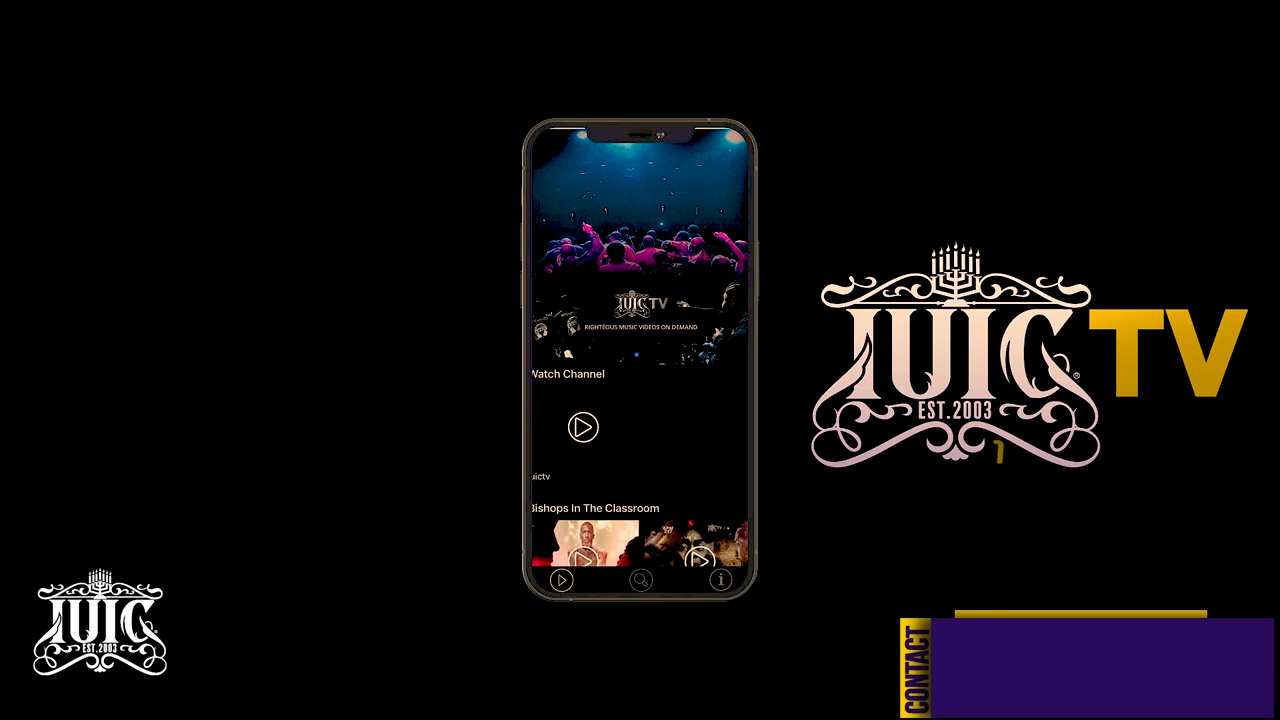 IUIC TV
RIGHTEOUS MUSIC VIDEOS ON DEMAND
Watch Channel
uictv
Bishops In The Classroom
IUIC TV
®
EST.2003
IUIC
EST.2003
CONTACT